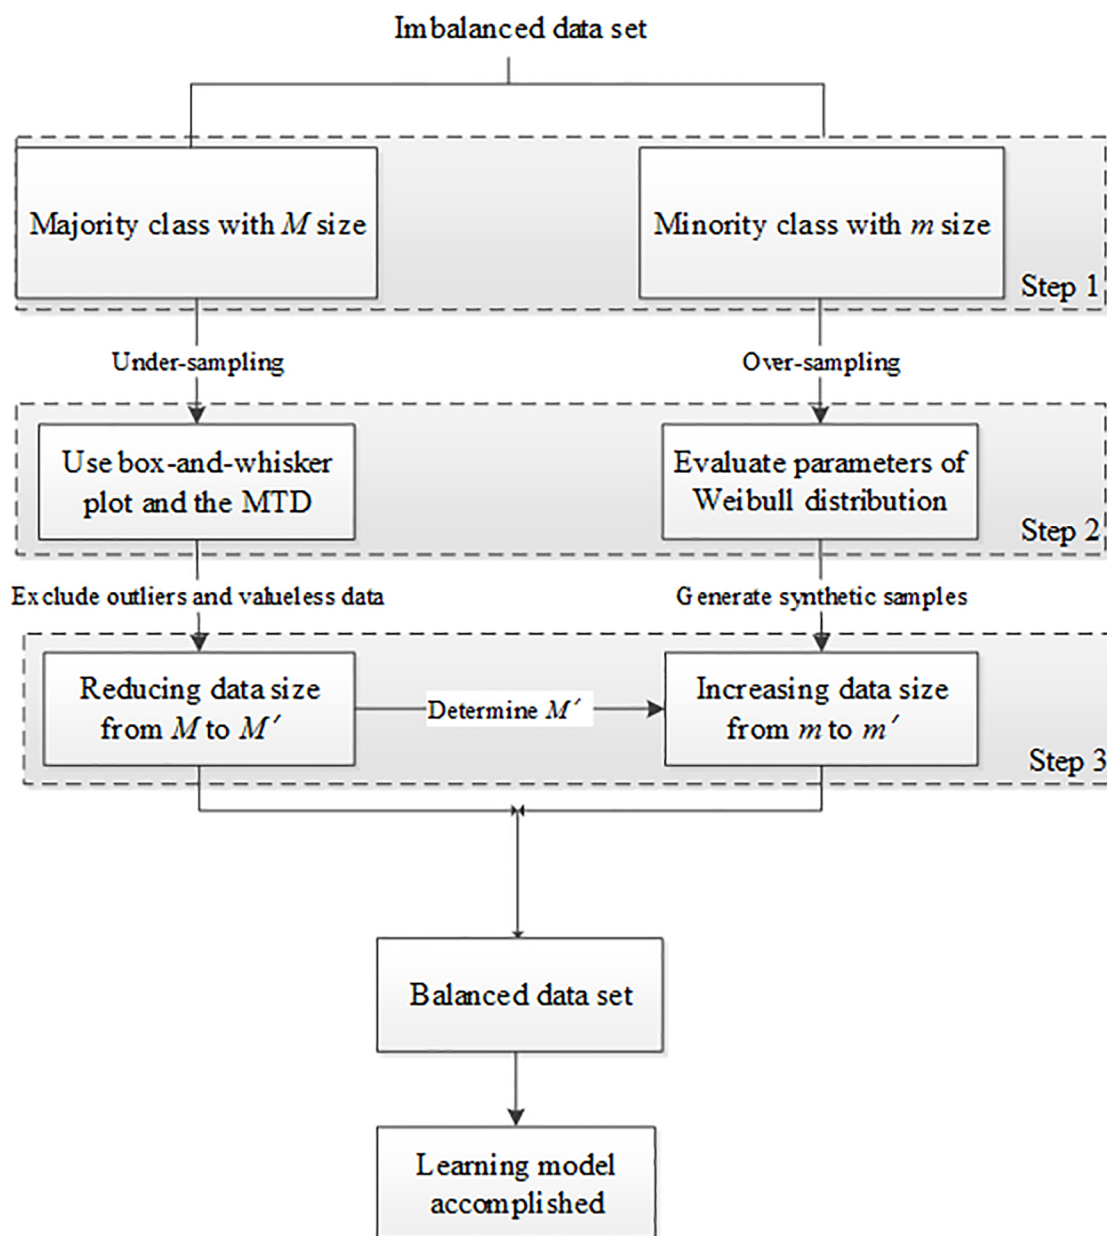 Imbalanced data set
Majority class with M size
Minority class with m size
Step 1
Under-sampling
Over-sampling
Use box-and-whisker
plot and the MTD
Evaluate parameters of
Weibull distribution
Step 2
Exclude outliers and valueless data
Generate synthetic samples
Reducing data size
from M to M′
Determine M′
Increasing data size
from m to m′
Step 3
Balanced data set
Learning model
accomplished